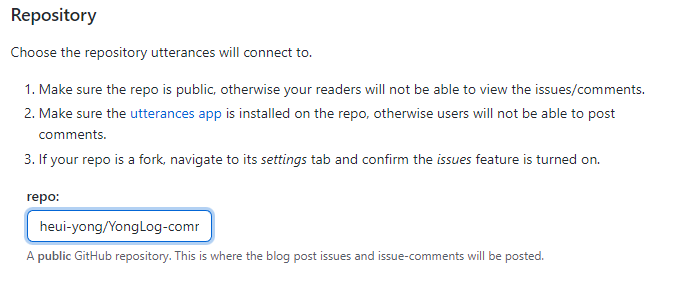 Repository
Choose the repository utterances will connect to.
1. Make sure the repo is public, otherwise your readers will not be able to view the issues/comments.
2. Make sure the utterances app is installed on the repo, otherwise users will not be able to post
comments.
3. If your repo is a fork, navigate to its settings tab and confirm the issues feature is turned on.
repo:
heui-yong/YongLog-comr
A public GitHub repository. This is where the blog post issues and issue-comments will be posted.